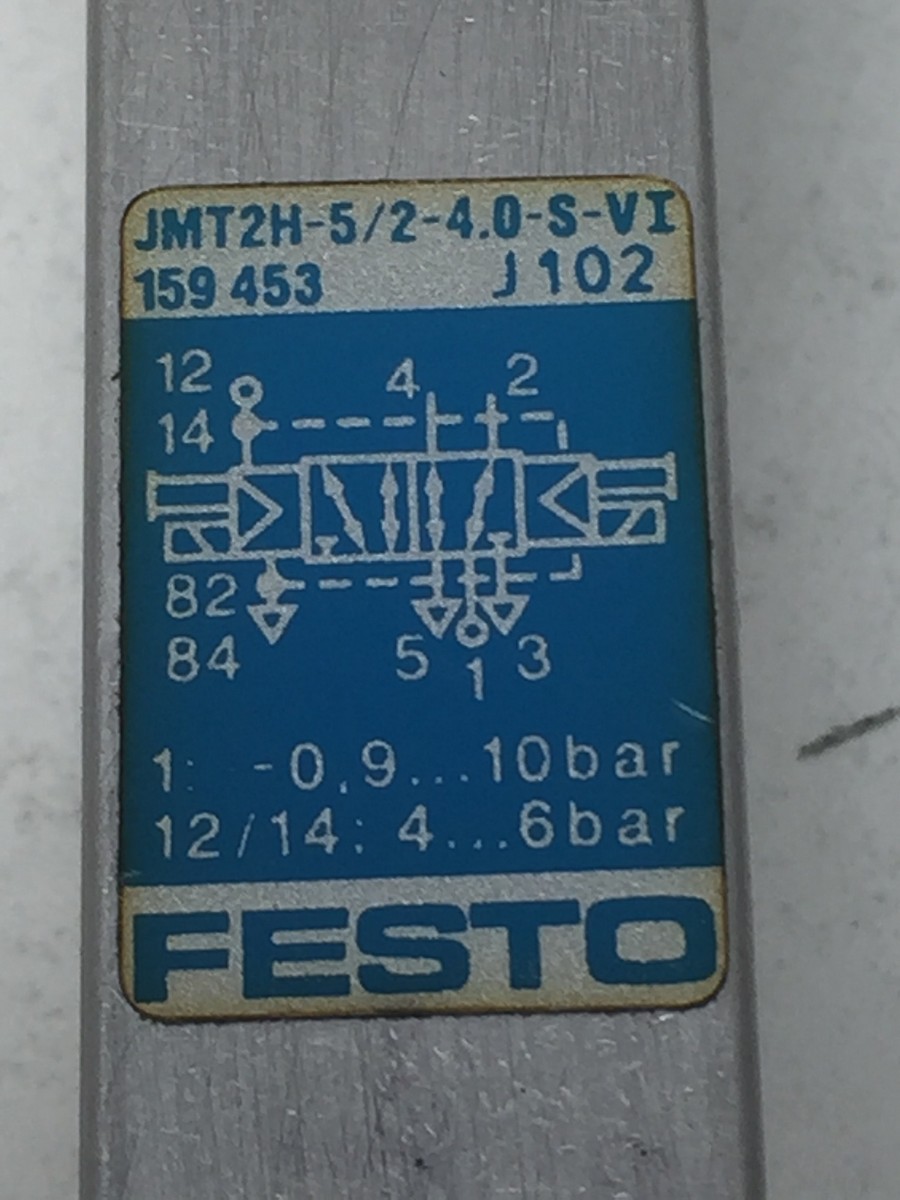 JMT2H-5/2-4.0-S-VI
159 453 J102
12 4 2
14
82
84 5 1 3
1: -0,9...10bar
12/14: 4...6bar
FESTO